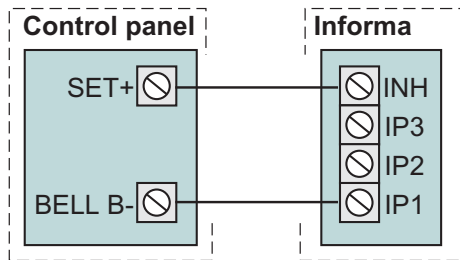 Control panel
SET+
BELL B-
Informa
INH
IP3
IP2
IP1